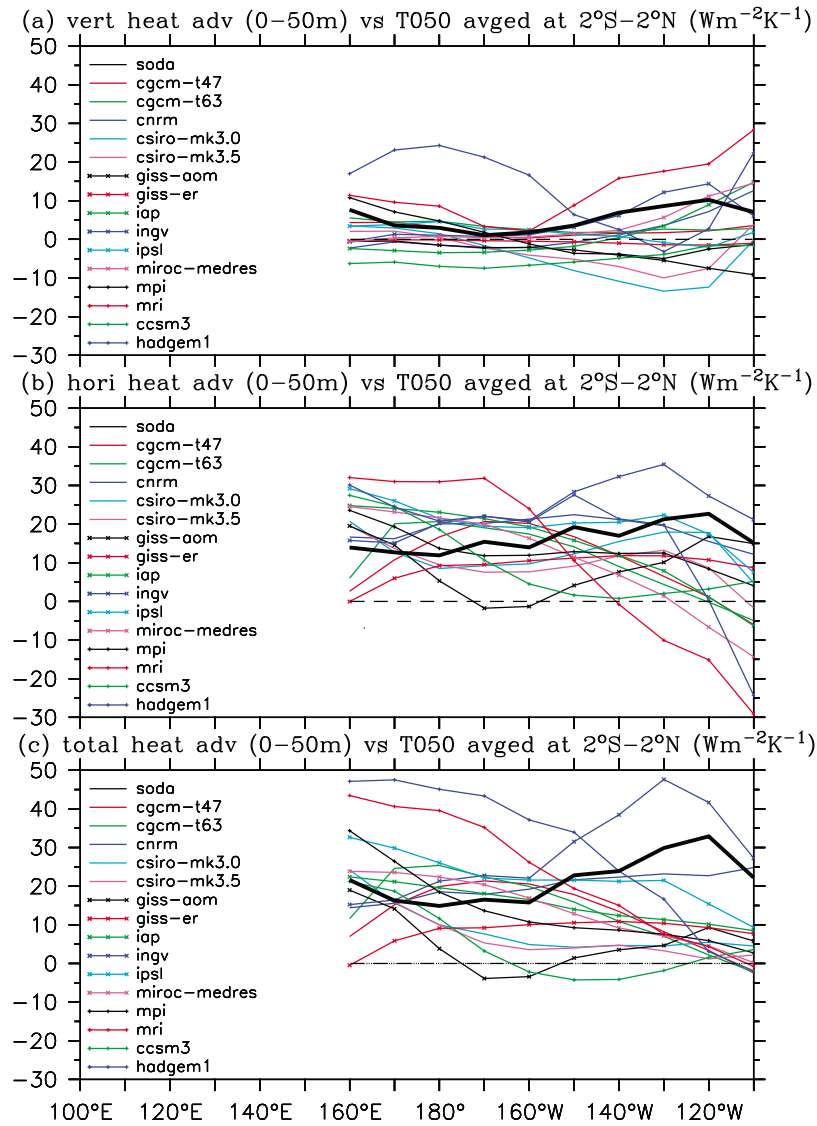 (a) vert heat adv (0−50m) vs T050 avged at 2°S−2°N (Wm⁻²K⁻¹)
50
40
30
20
10
0
−10
−20
−30
soda
cgcm−t47
cgcm−t63
cnrm
csiro−mk3.0
csiro−mk3.5
giss−aom
giss−er
iap
ingv
ipsl
miroc−medres
mpi
mri
ccsm3
hadgem1
(b) hori heat adv (0−50m) vs T050 avged at 2°S−2°N (Wm⁻²K⁻¹)
50
40
30
20
10
0
−10
−20
−30
soda
cgcm−t47
cgcm−t63
cnrm
csiro−mk3.0
csiro−mk3.5
giss−aom
giss−er
iap
ingv
ipsl
miroc−medres
mpi
mri
ccsm3
hadgem1
(c) total heat adv (0−50m) vs T050 avged at 2°S−2°N (Wm⁻²K⁻¹)
50
40
30
20
10
0
−10
−20
−30
soda
cgcm−t47
cgcm−t63
cnrm
csiro−mk3.0
csiro−mk3.5
giss−aom
giss−er
iap
ingv
ipsl
miroc−medres
mpi
mri
ccsm3
hadgem1
100°E 120°E 140°E 160°E 180° 160°W 140°W 120°W